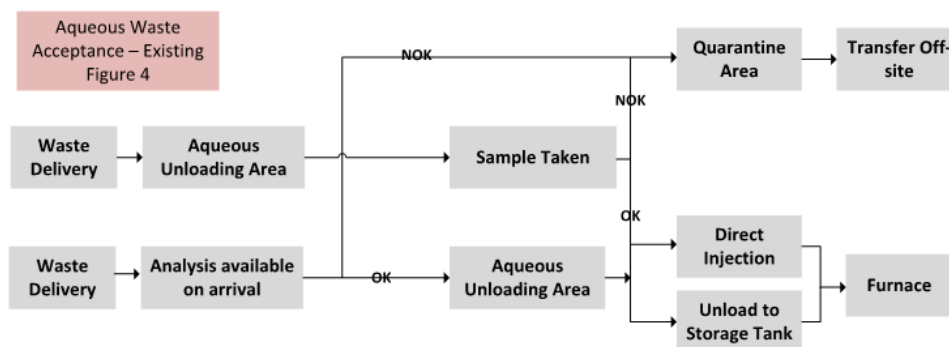 Aqueous Waste
Acceptance – Existing
Figure 4
NOK
Quarantine
Area
Transfer Off-
site
NOK
Waste
Delivery
Aqueous
Unloading Area
Sample Taken
OK
Direct
Injection
Waste
Delivery
Analysis available
on arrival
OK
Aqueous
Unloading Area
Furnace
Unload to
Storage Tank